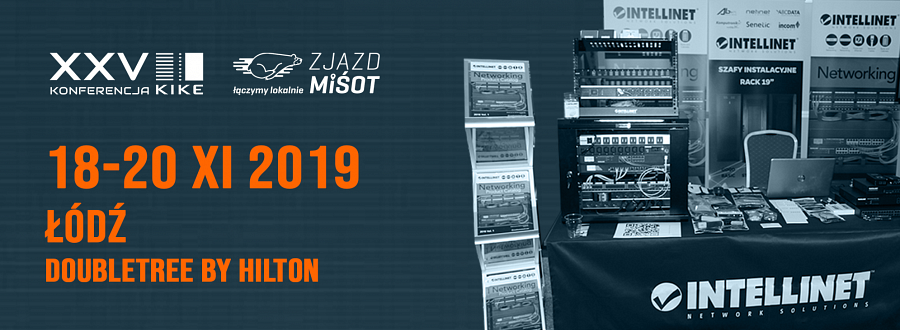 XXV
KONFERENCJA KIKE
łączymy lokalnie
ZJAZD
MiŚOT
18-20 XI 2019
ŁÓDŹ
DOUBLETREE BY HILTON
INTELLINET
INTELLINET
SZAFY INSTALACYJNE
RACK 19"
INTELLINET
Networking
Networking
Networking
Networking
INTELLINET
NETWORK SOLUTIONS